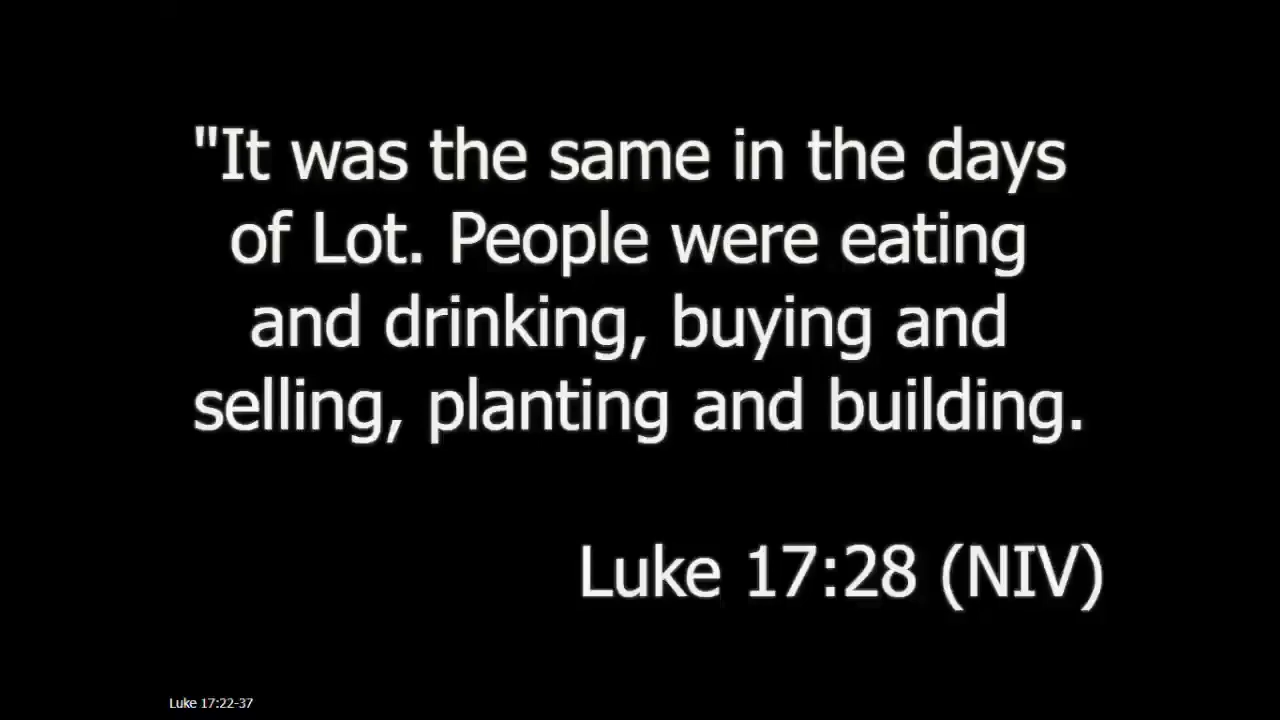 "It was the same in the days
of Lot. People were eating
and drinking, buying and
selling, planting and building.
Luke 17:28 (NIV)
Luke 17:22-37